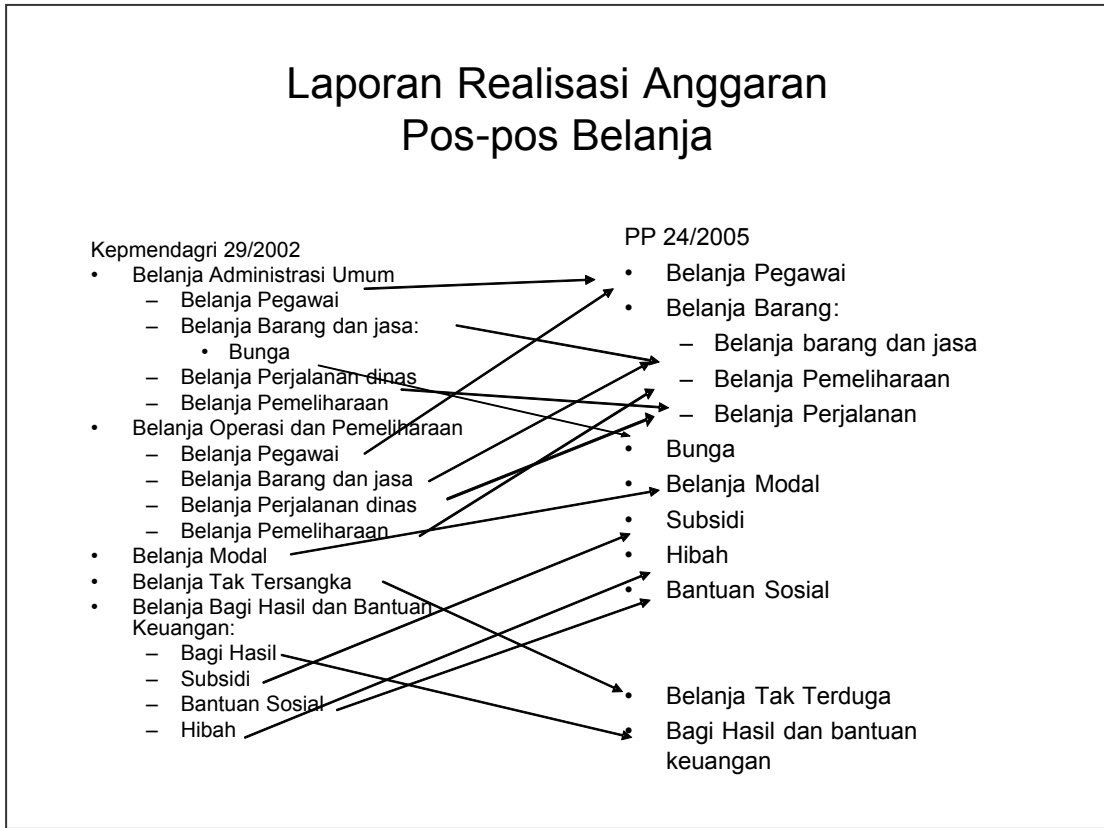 Laporan Realisasi Anggaran
Pos-pos Belanja
Kepmendagri 29/2002
• Belanja Administrasi Umum
– Belanja Pegawai
– Belanja Barang dan jasa:
• Bunga
– Belanja Perjalanan dinas
– Belanja Pemeliharaan
• Belanja Operasi dan Pemeliharaan
– Belanja Pegawai
– Belanja Barang dan jasa
– Belanja Perjalanan dinas
– Belanja Pemeliharaan
• Belanja Modal
• Belanja Tak Tersangka
• Belanja Bagi Hasil dan Bantuan
Keuangan:
– Bagi Hasil
– Subsidi
– Bantuan Sosial
– Hibah
PP 24/2005
• Belanja Pegawai
• Belanja Barang:
– Belanja barang dan jasa
– Belanja Pemeliharaan
– Belanja Perjalanan
• Bunga
• Belanja Modal
• Subsidi
• Hibah
• Bantuan Sosial
• Belanja Tak Terduga
• Bagi Hasil dan bantuan
keuangan